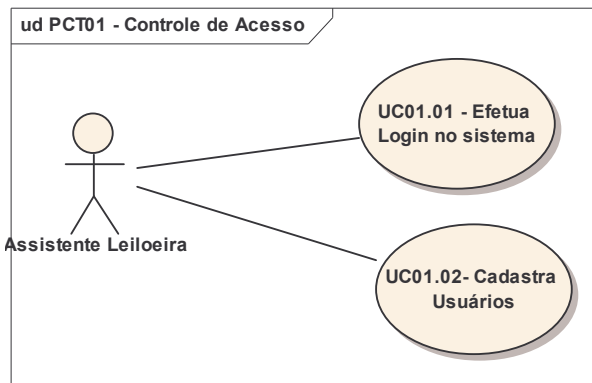 ud PCT01 - Controle de Acesso
UC01.01 - Efetua
Login no sistema
Assistente Leiloeira
UC01.02- Cadastra
Usuários